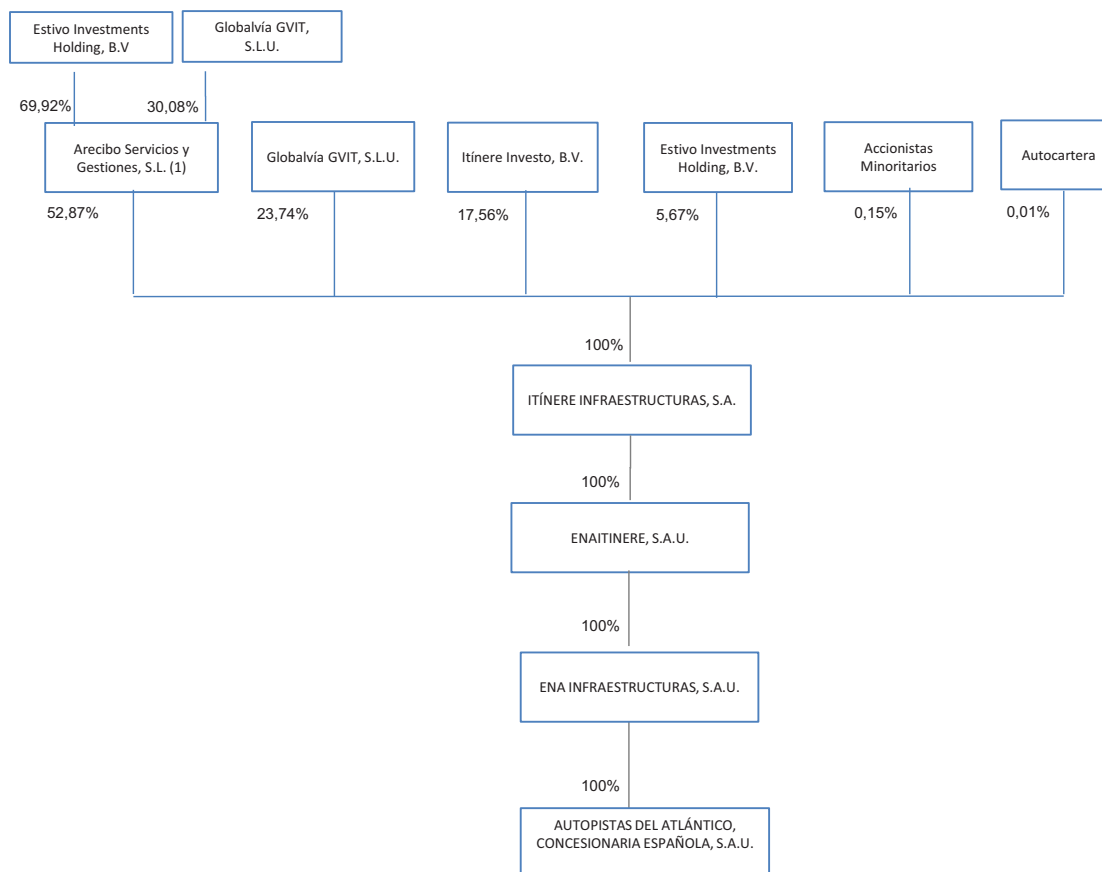 Estivo Investments
Holding, B.V
Globalvía GVIT,
S.L.U.
69,92%
30,08%
Arecibo Servicios y
Gestiones, S.L. (1)
Globalvía GVIT, S.L.U.
Itínere Investo, B.V.
Estivo Investments
Holding, B.V.
Accionistas
Minoritarios
Autocartera
52,87%
23,74%
17,56%
5,67%
0,15%
0,01%
100%
ITÍNERE INFRAESTRUCTURAS, S.A.
100%
ENAITINERE, S.A.U.
100%
ENA INFRAESTRUCTURAS, S.A.U.
100%
AUTOPISTAS DEL ATLÁNTICO,
CONCESIONARIA ESPAÑOLA, S.A.U.